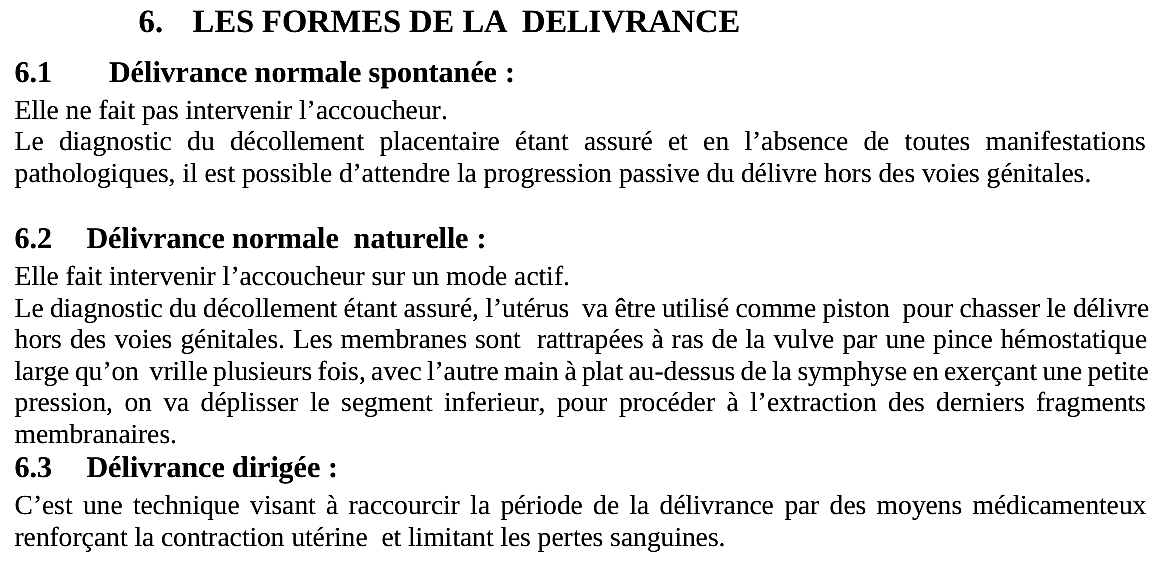 6. LES FORMES DE LA DELIVRANCE
6.1 Délivrance normale spontanée :
Elle ne fait pas intervenir l’accoucheur.
Le diagnostic du décollement placentaire étant assuré et en l’absence de toutes manifestations
pathologiques, il est possible d’attendre la progression passive du délivre hors des voies génitales.
6.2 Délivrance normale naturelle :
Elle fait intervenir l’accoucheur sur un mode actif.
Le diagnostic du décollement étant assuré, l’utérus va être utilisé comme piston pour chasser le délivre
hors des voies génitales. Les membranes sont rattrapées à ras de la vulve par une pince hémostatique
large qu’on vrille plusieurs fois, avec l’autre main à plat au-dessus de la symphyse en exerçant une petite
pression, on va déplisser le segment inferieur, pour procéder à l’extraction des derniers fragments
membranaires.
6.3 Délivrance dirigée :
C’est une technique visant à raccourcir la période de la délivrance par des moyens médicamenteux
renforçant la contraction utérine et limitant les pertes sanguines.